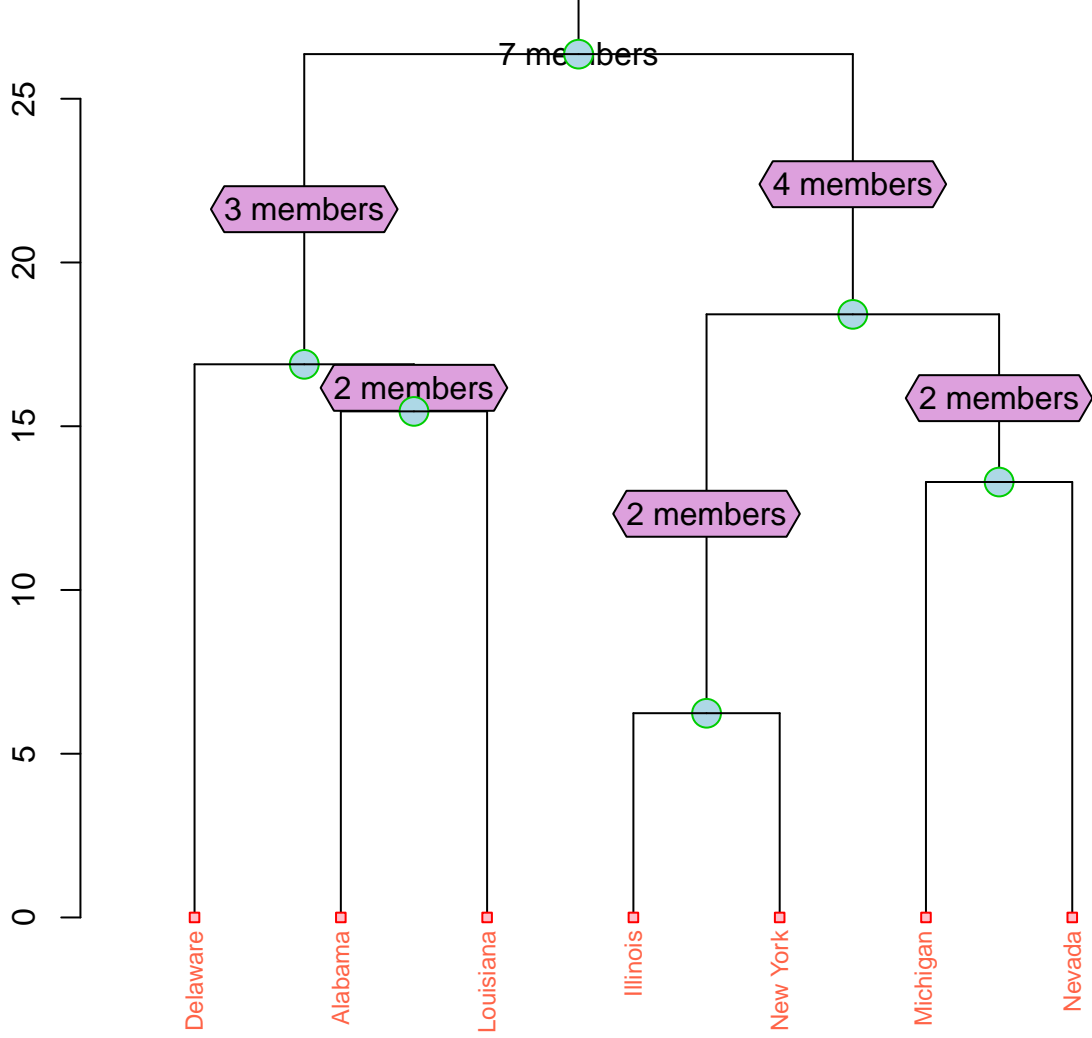 7 members
25
4 members
3 members
20
2 members
2 members
15
2 members
10
5
0
Delaware
Alabama
Louisiana
Illinois
New York
Michigan
Nevada